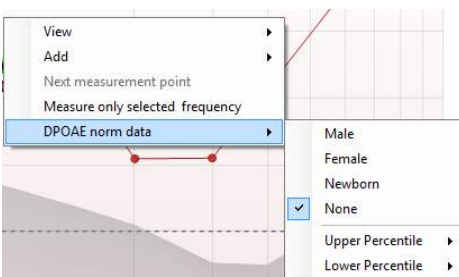 View
Add
Next measurement point
Measure only selected frequency
DPOAE norm data
Male
Female
Newborn
None
Upper Percentile
Lower Percentile